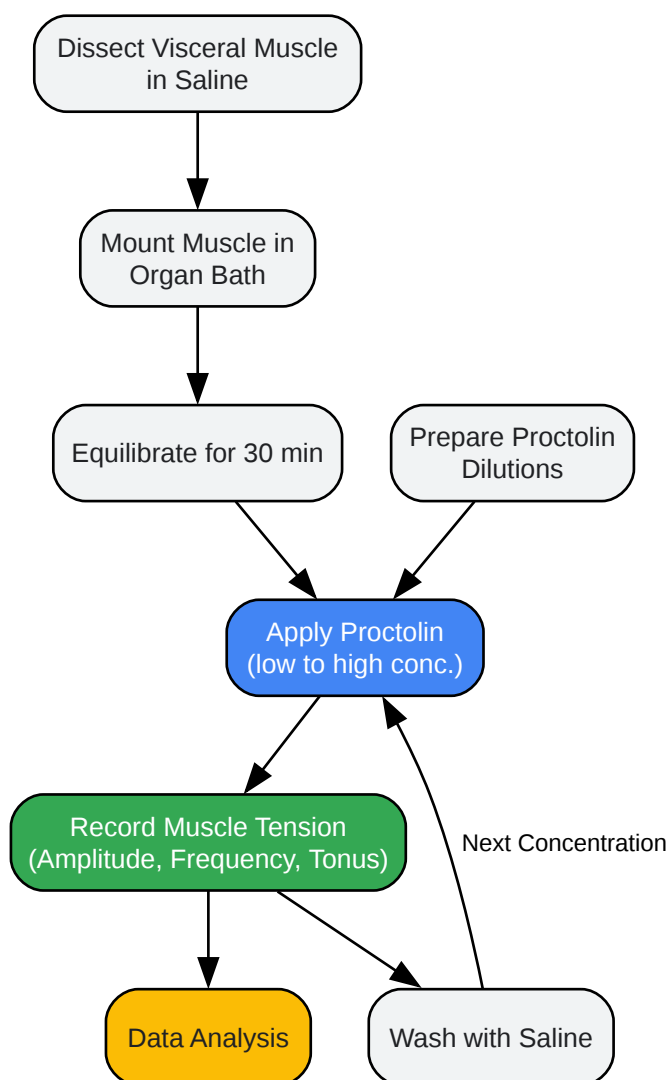 Dissect Visceral Muscle
in Saline
Mount Muscle in
Organ Bath
Equilibrate for 30 min
Prepare Proctolin
Dilutions
Apply Proctolin
(low to high conc.)
Record Muscle Tension
(Amplitude, Frequency, Tonus)
Next Concentration
Data Analysis
Wash with Saline